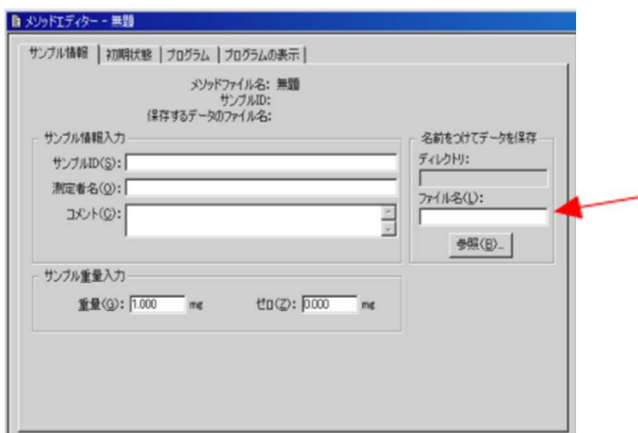 メソッドエディター - 無題
サンプル情報 初期状態 プログラム プログラムの表示
メソッドファイル名: 無題
サンプルID:
保存するデータのファイル名:
サンプル情報入力
サンプルID(S):
測定者名(O):
コメント(C):
名前をつけてデータを保存
ディレクトリ:
ファイル名(L):
参照(B)...
サンプル重量入力
重量(G): 1.000 mg ゼロ(Z): 0.000 mg